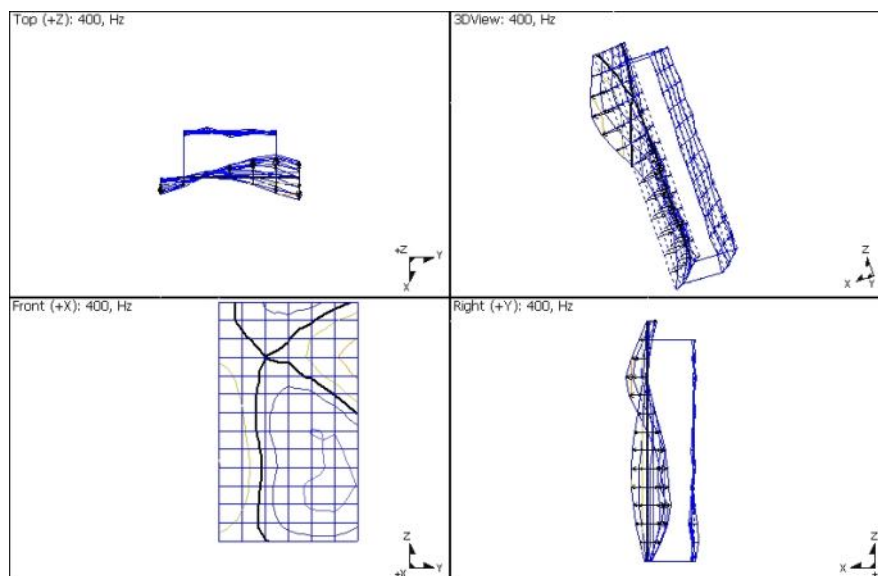 Top (+Z): 400, Hz
+Z
Y
X
3DView: 400, Hz
Z
X
Y
Front (+X): 400, Hz
Z
+X
Y
Right (+Y): 400, Hz
Z
X